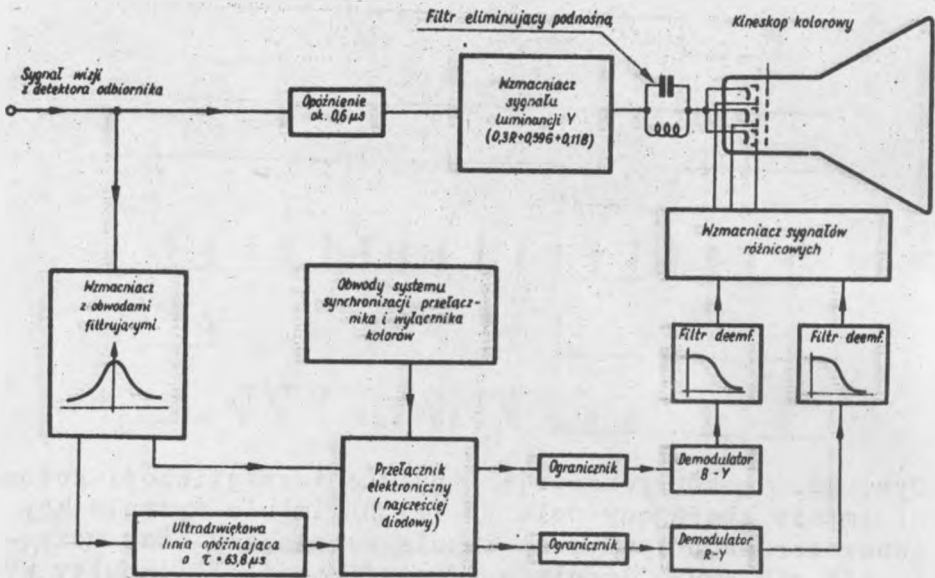 Filtr eliminujący podnośną
Kineskop kolorowy
Sygnał wizji
z detektora odbiornika
Opóźnienie
ok. 0,6 µs
Wzmacniacz
sygnału
luminancji Y
(0,3R+0,59G+0,11B)
Wzmacniacz sygnałów
różnicowych
Wzmacniacz
z obwodami
filtrującymi
Obwody systemu
synchronizacji przełącz-
nika i wyłącznika
kolorów
Filtr deemf.
Filtr deemf.
Przełącznik
elektroniczny
(najczęściej
diodowy)
Ogranicznik
Demodulator
B-Y
Ultradźwiękowa
linia opóźniająca
o τ = 63,8 µs
Ogranicznik
Demodulator
R-Y